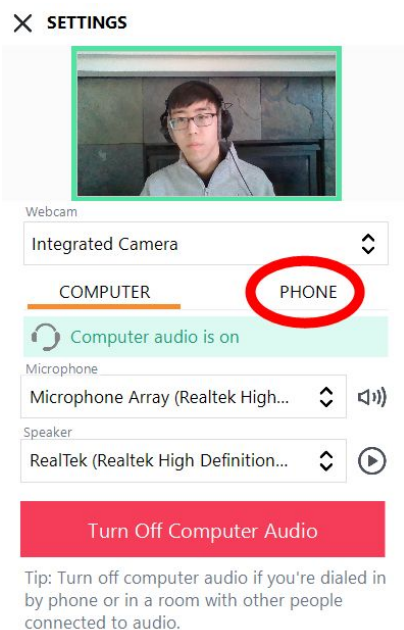 SETTINGS
Webcam
Integrated Camera
COMPUTER PHONE
Computer audio is on
Microphone
Microphone Array (Realtek High...
Speaker
RealTek (Realtek High Definition...
Turn Off Computer Audio
Tip: Turn off computer audio if you're dialed in
by phone or in a room with other people
connected to audio.